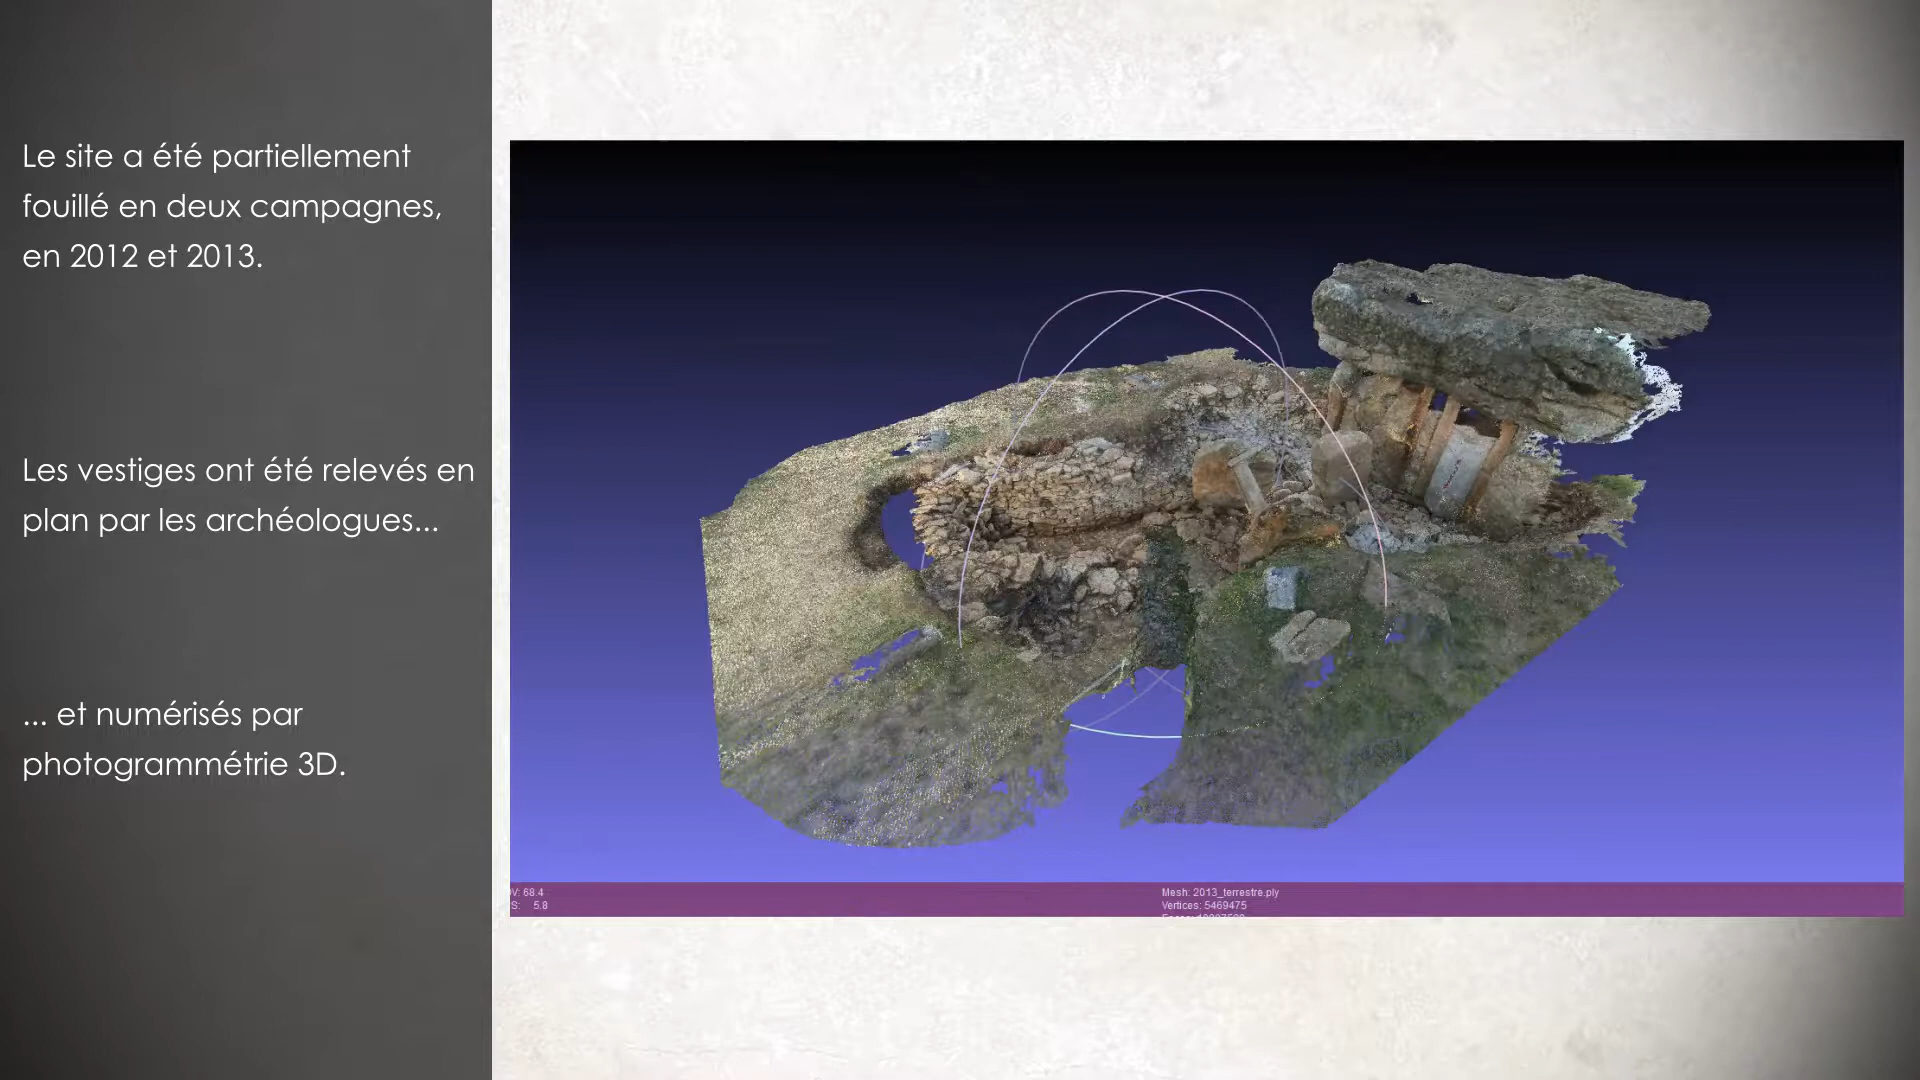 Le site a été partiellement
fouillé en deux campagnes,
en 2012 et 2013.
Les vestiges ont été relevés en
plan par les archéologues...
... et numérisés par
photogrammétrie 3D.
V: 68.4
S: 5.8
Mesh: 2013_terrestre.ply
Vertices: 5469475